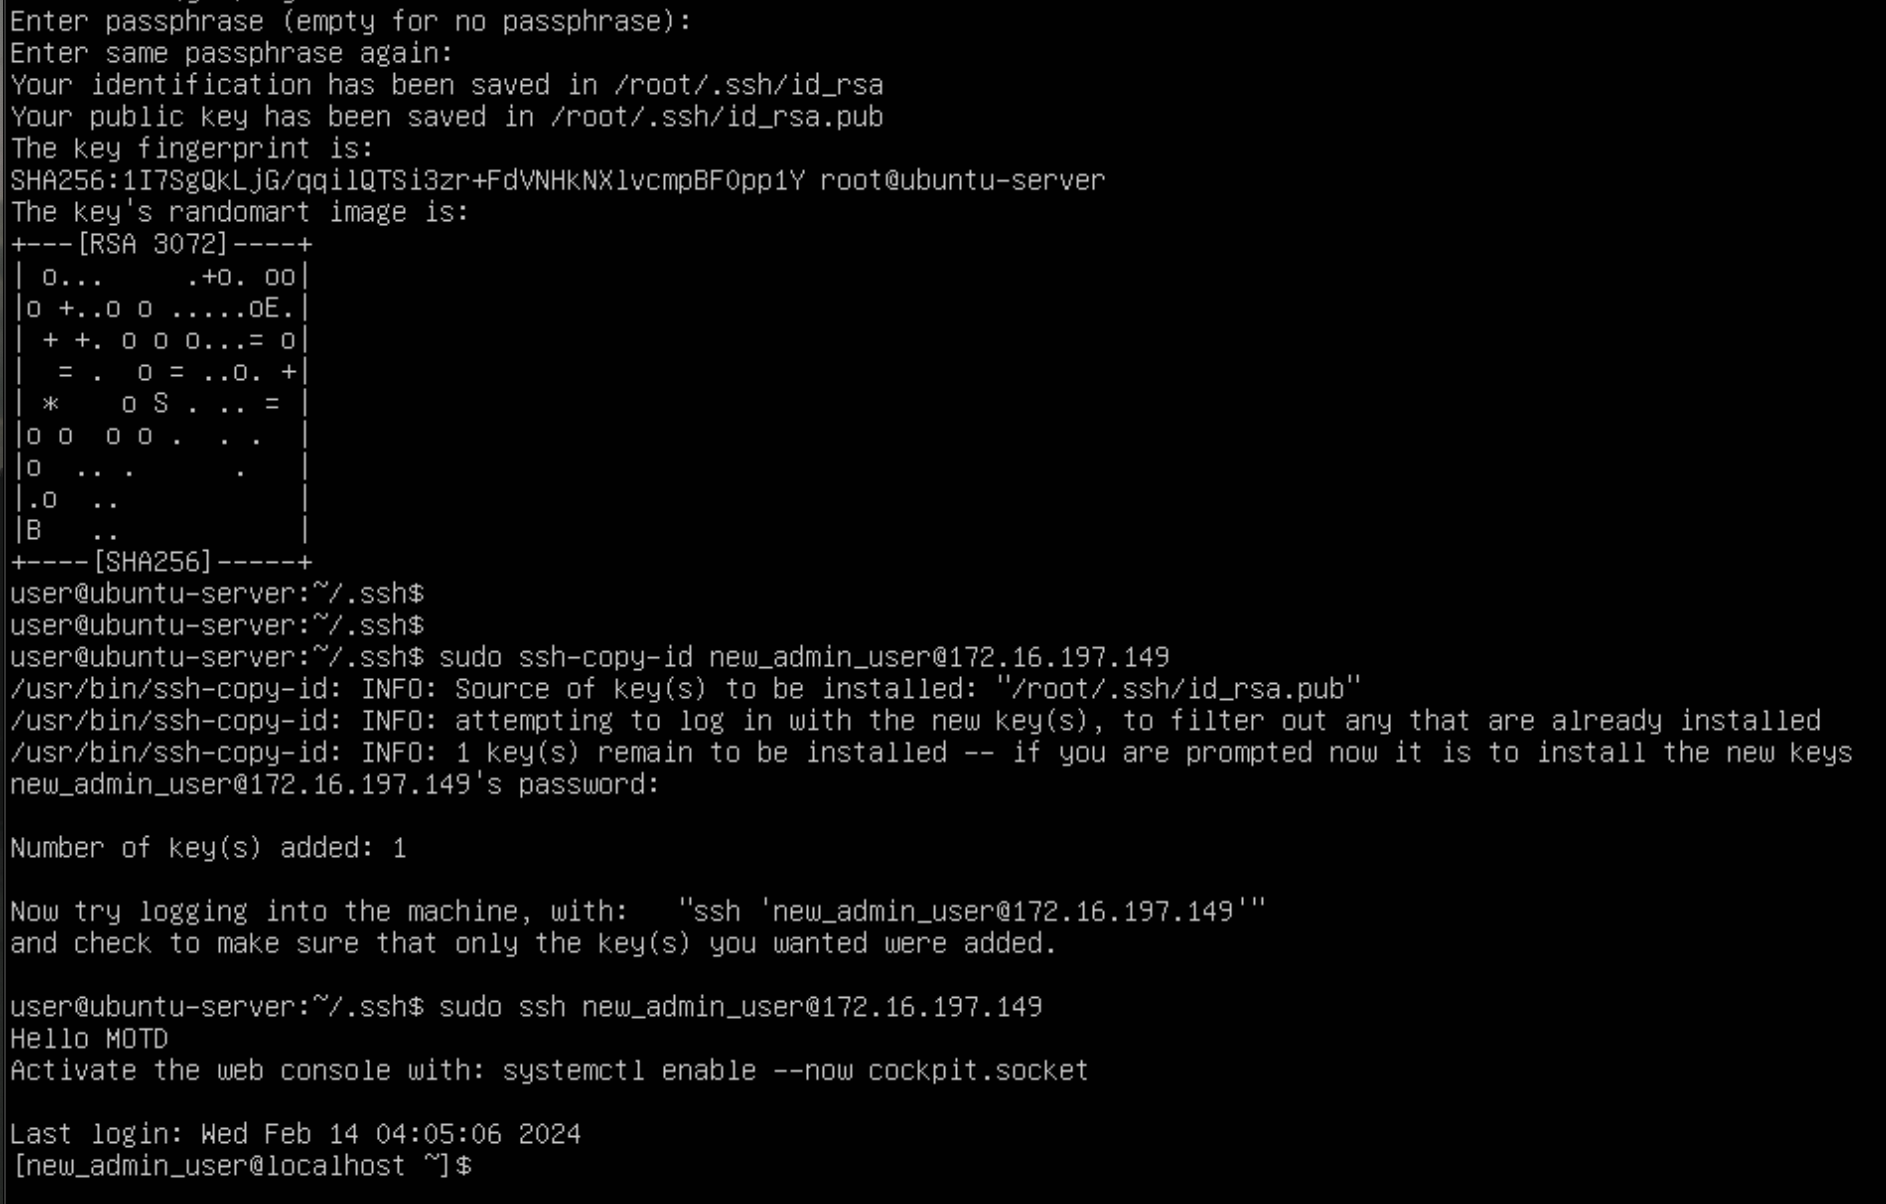 Enter passphrase (empty for no passphrase):
Enter same passphrase again:
Your identification has been saved in /root/.ssh/id_rsa
Your public key has been saved in /root/.ssh/id_rsa.pub
The key fingerprint is:
SHA256:1I7SgQkLjG/qqilQTSi3zr+FdVNHkNXlvcmpBFOpp1Y root@ubuntu-server
The key's randomart image is:
+---[RSA 3072]----+
| o...     .+o. oo|
|o +..o o .....oE.|
| + +. o o o...= o|
|  = .  o = ..o. +|
| *    o S . .. = |
|o o  o o .  . .  |
|o  .. .      .   |
|.o  ..           |
|B   ..           |
+----[SHA256]-----+
user@ubuntu-server:~/.ssh$
user@ubuntu-server:~/.ssh$
user@ubuntu-server:~/.ssh$ sudo ssh-copy-id new_admin_user@172.16.197.149
/usr/bin/ssh-copy-id: INFO: Source of key(s) to be installed: "/root/.ssh/id_rsa.pub"
/usr/bin/ssh-copy-id: INFO: attempting to log in with the new key(s), to filter out any that are already installed
/usr/bin/ssh-copy-id: INFO: 1 key(s) remain to be installed -- if you are prompted now it is to install the new keys
new_admin_user@172.16.197.149's password:

Number of key(s) added: 1

Now try logging into the machine, with:   "ssh 'new_admin_user@172.16.197.149'"
and check to make sure that only the key(s) you wanted were added.

user@ubuntu-server:~/.ssh$ sudo ssh new_admin_user@172.16.197.149
Hello MOTD
Activate the web console with: systemctl enable --now cockpit.socket

Last login: Wed Feb 14 04:05:06 2024
[new_admin_user@localhost ~]$